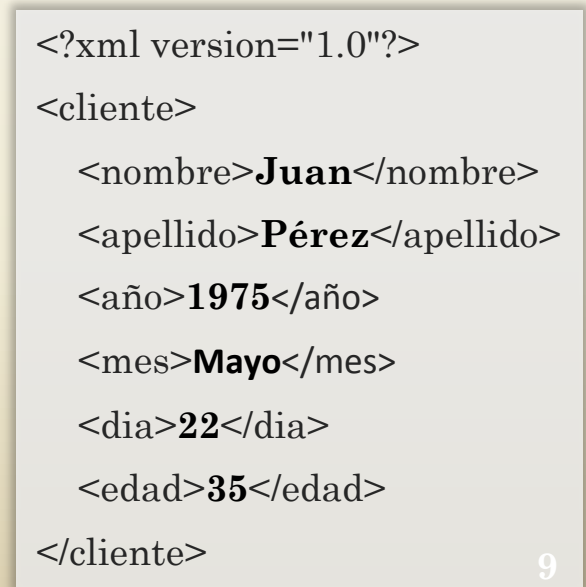 <?xml version="1.0"?>
<cliente>
<nombre>Juan</nombre>
<apellido>Pérez</apellido>
<año>1975</año>
<mes>Mayo</mes>
<dia>22</dia>
<edad>35</edad>
</cliente>
9